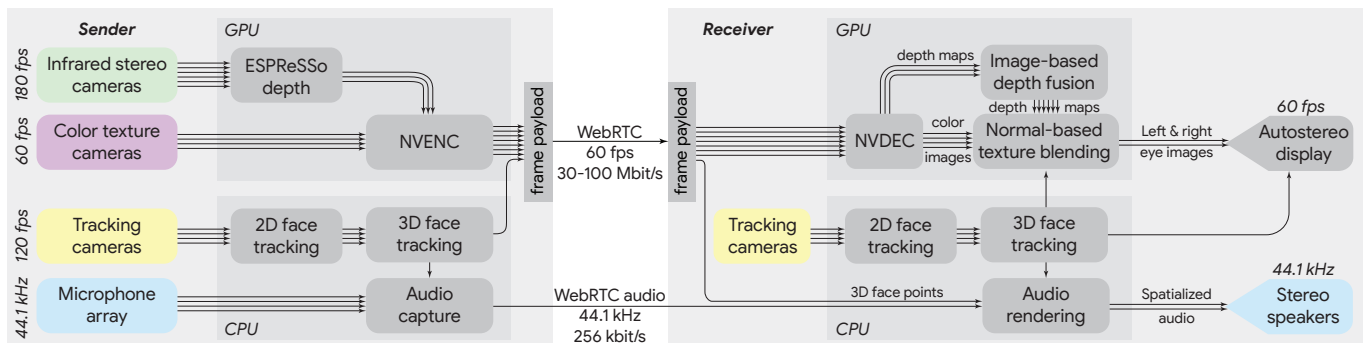 Sender
GPU
180 fps
Infrared stereo
cameras
ESPReSSo
depth
60 fps
Color texture
cameras
NVENC
frame payload
120 fps
Tracking
cameras
2D face
tracking
3D face
tracking
44.1 kHz
Microphone
array
Audio
capture
CPU
WebRTC
60 fps
30-100 Mbit/s
WebRTC audio
44.1 kHz
256 kbit/s
Receiver
GPU
frame payload
depth maps
Image-based
depth fusion
depth maps
NVDEC
color
images
Normal-based
texture blending
Left & right
eye images
60 fps
Autostereo
display
Tracking
cameras
2D face
tracking
3D face
tracking
3D face points
Audio
rendering
CPU
Spatialized
audio
44.1 kHz
Stereo
speakers